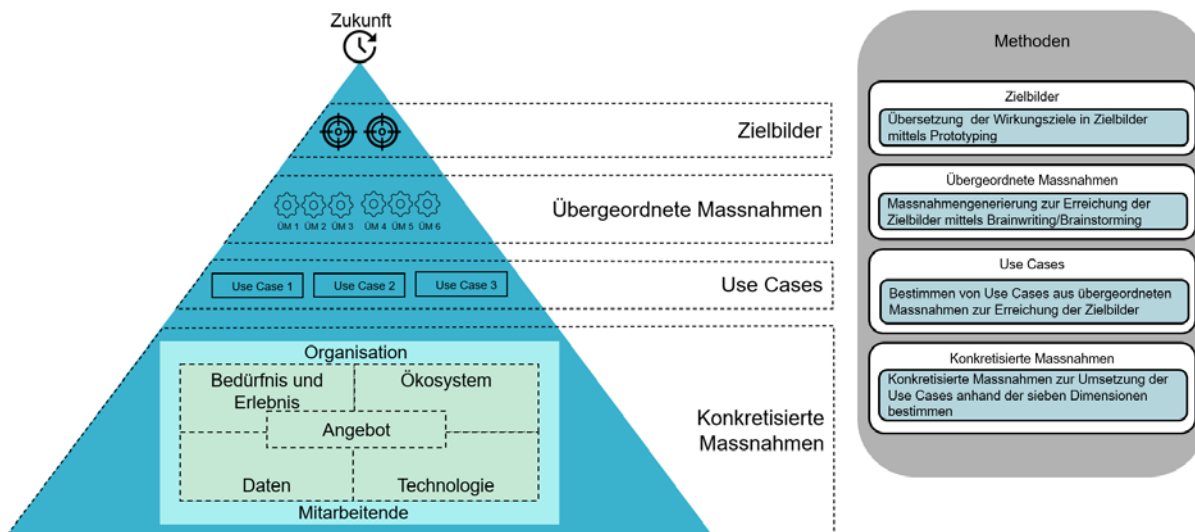 Zukunft
Zielbilder
ÜM 1 ÜM 2 ÜM 3 ÜM 4 ÜM 5 ÜM 6
Übergeordnete Massnahmen
Use Case 1 Use Case 2 Use Case 3
Use Cases
Organisation
Bedürfnis und
Erlebnis
Ökosystem
Angebot
Daten
Technologie
Mitarbeitende
Konkretisierte
Massnahmen
Methoden
Zielbilder
Übersetzung der Wirkungsziele in Zielbilder
mittels Prototyping
Übergeordnete Massnahmen
Massnahmengenerierung zur Erreichung der
Zielbilder mittels Brainwriting/Brainstorming
Use Cases
Bestimmen von Use Cases aus übergeordneten
Massnahmen zur Erreichung der Zielbilder
Konkretisierte Massnahmen
Konkretisierte Massnahmen zur Umsetzung der
Use Cases anhand der sieben Dimensionen
bestimmen